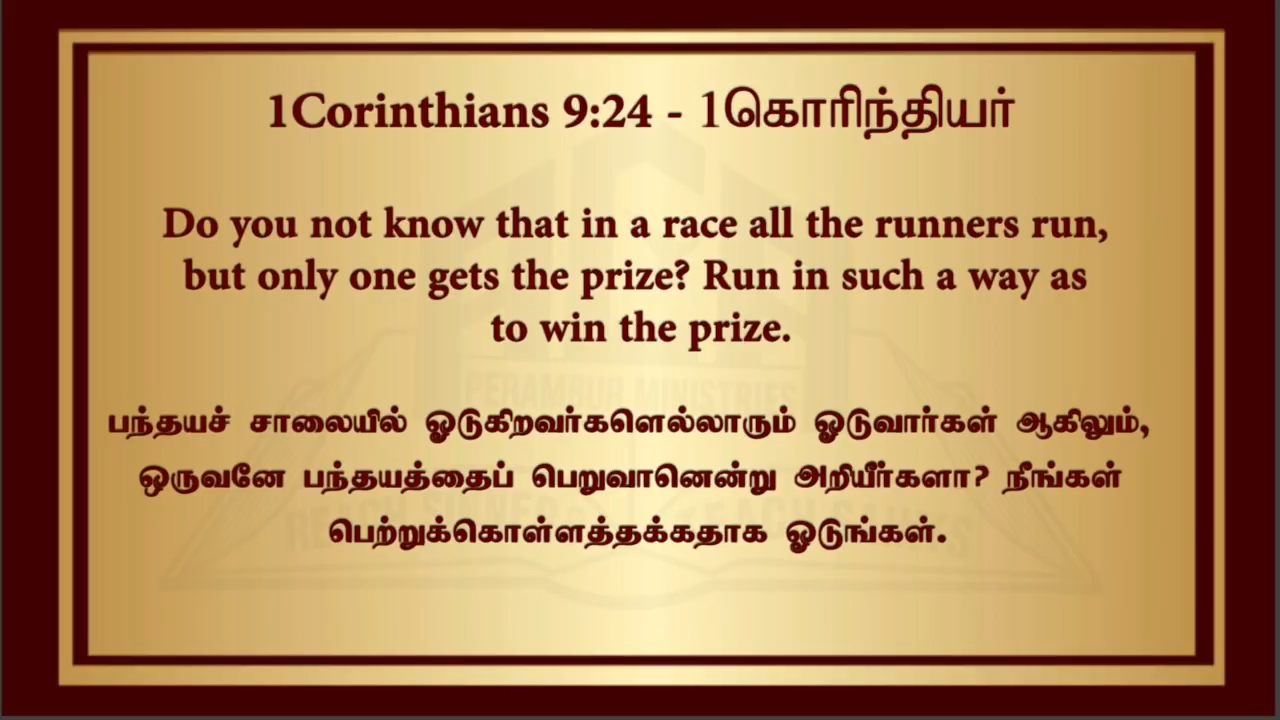 1Corinthians 9:24 - 1கொரிந்தியர்
Do you not know that in a race all the runners run,
but only one gets the prize? Run in such a way as
to win the prize.
பந்தயச் சாலையில் ஓடுகிறவர்களெல்லாரும் ஓடுவார்கள் ஆகிலும்,
ஒருவனே பந்தயத்தைப் பெறுவானென்று அறியீர்களா? நீங்கள்
பெற்றுக்கொள்ளத்தக்கதாக ஓடுங்கள்.
PERAMBUR MINISTRIES